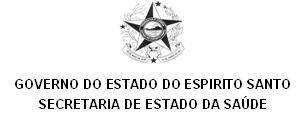 GOVERNO DO ESTADO DO ESPIRITO SANTO
SECRETARIA DE ESTADO DA SAÚDE